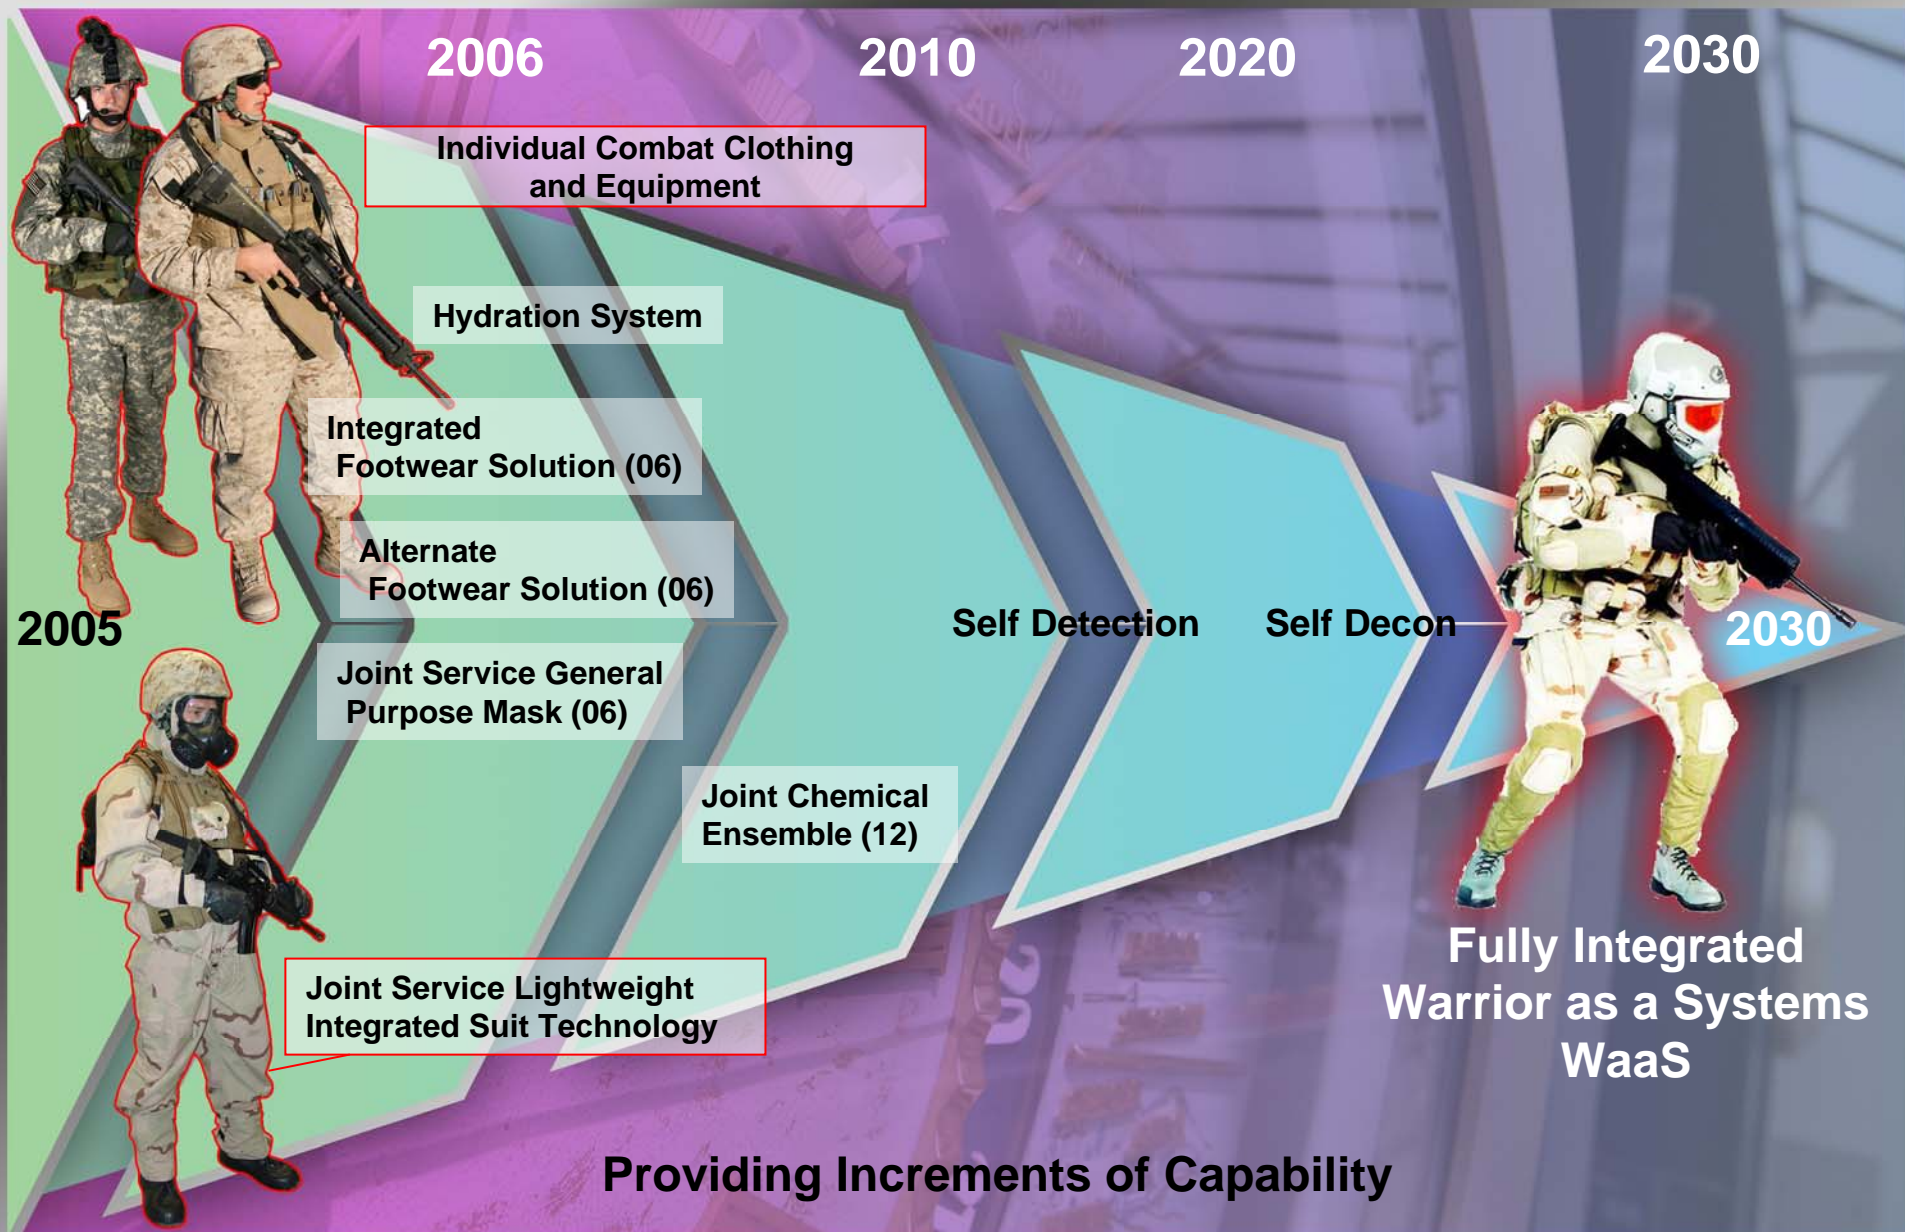 2006
2010
2020
2030
Individual Combat Clothing
and Equipment
Hydration System
Integrated
Footwear Solution (06)
Alternate
Footwear Solution (06)
2005
Self Detection
Self Decon
2030
Joint Service General
Purpose Mask (06)
Joint Chemical
Ensemble (12)
Joint Service Lightweight
Integrated Suit Technology
Fully Integrated
Warrior as a Systems
WaaS
Providing Increments of Capability